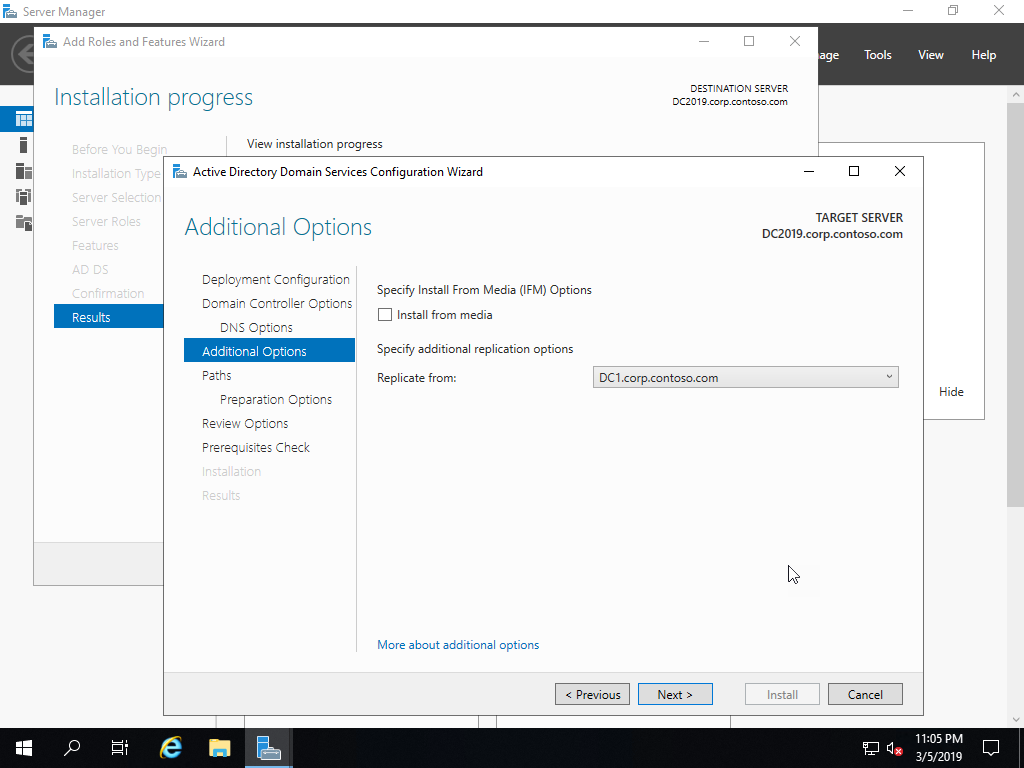 Server Manager
Add Roles and Features Wizard
Tools View Help
Installation progress
DESTINATION SERVER
DC2019.corp.contoso.com
Before You Begin
Installation Type
Server Selection
Server Roles
Features
AD DS
Confirmation
Results
View installation progress
Active Directory Domain Services Configuration Wizard
Additional Options
TARGET SERVER
DC2019.corp.contoso.com
Deployment Configuration
Domain Controller Options
DNS Options
Additional Options
Paths
Preparation Options
Review Options
Prerequisites Check
Installation
Results
Specify Install From Media (IFM) Options
Install from media
Specify additional replication options
Replicate from: DC1.corp.contoso.com
More about additional options
Hide
< Previous Next > Install Cancel
11:05 PM
3/5/2019